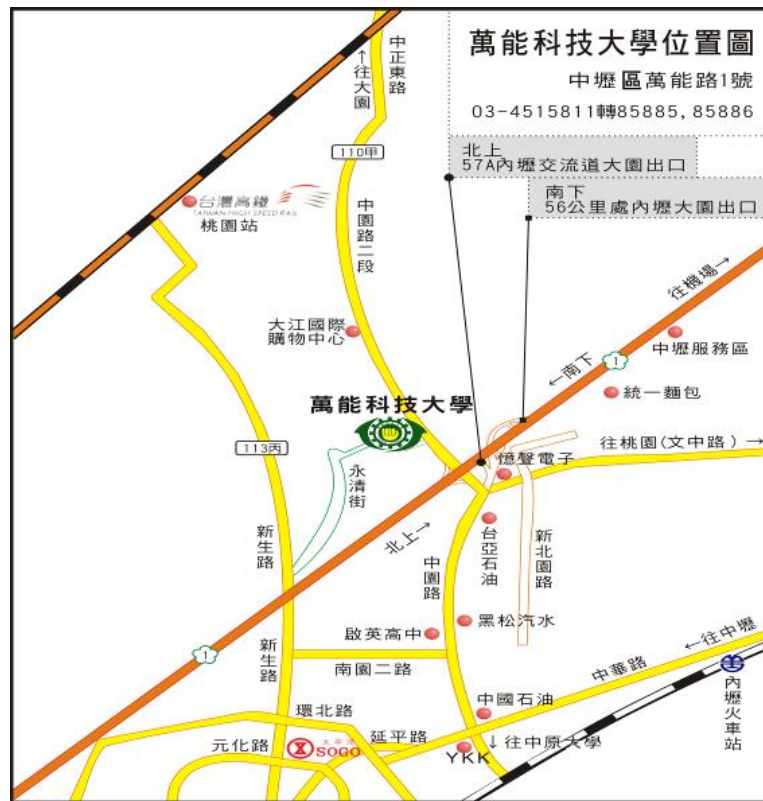 萬能科技大學位置圖
中壢區萬能路1號
03-4515811轉85885, 85886
北上
57A內壢交流道大園出口
南下
56公里處內壢大園出口
中正東路
↑往大園
110甲
台灣高鐵
TAIWAN HIGH SPEED RAIL
桃園站
中園路二段
往機場→
大江國際
購物中心
中壢服務區
1
←南下
統一麵包
萬能科技大學
往桃園(文中路)→
113丙
憶聲電子
永清街
北上→
台亞石油
新北園路
新生路
中園路
黑松汽水
啟英高中
1
新生路
南園二路
←往中壢
中華路
內壢火車站
中國石油
環北路
元化路
SOGO
延平路
↓往中原大學
YKK